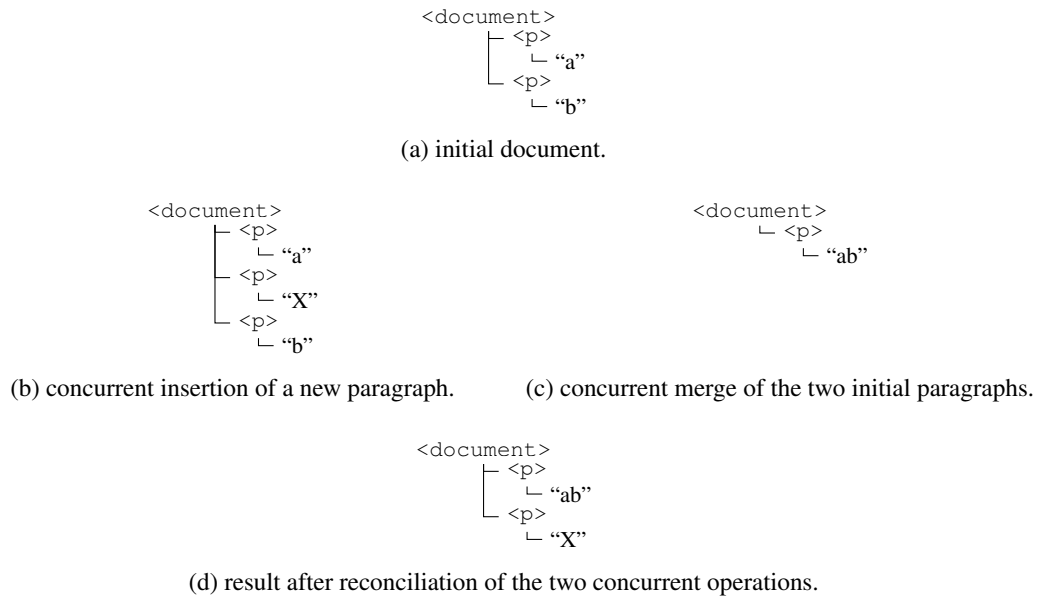 <document>
<p>
“a”
<p>
“b”
(a) initial document.
<document>
<p>
“a”
<p>
“X”
<p>
“b”
(b) concurrent insertion of a new paragraph.
<document>
<p>
“ab”
(c) concurrent merge of the two initial paragraphs.
<document>
<p>
“ab”
<p>
“X”
(d) result after reconciliation of the two concurrent operations.